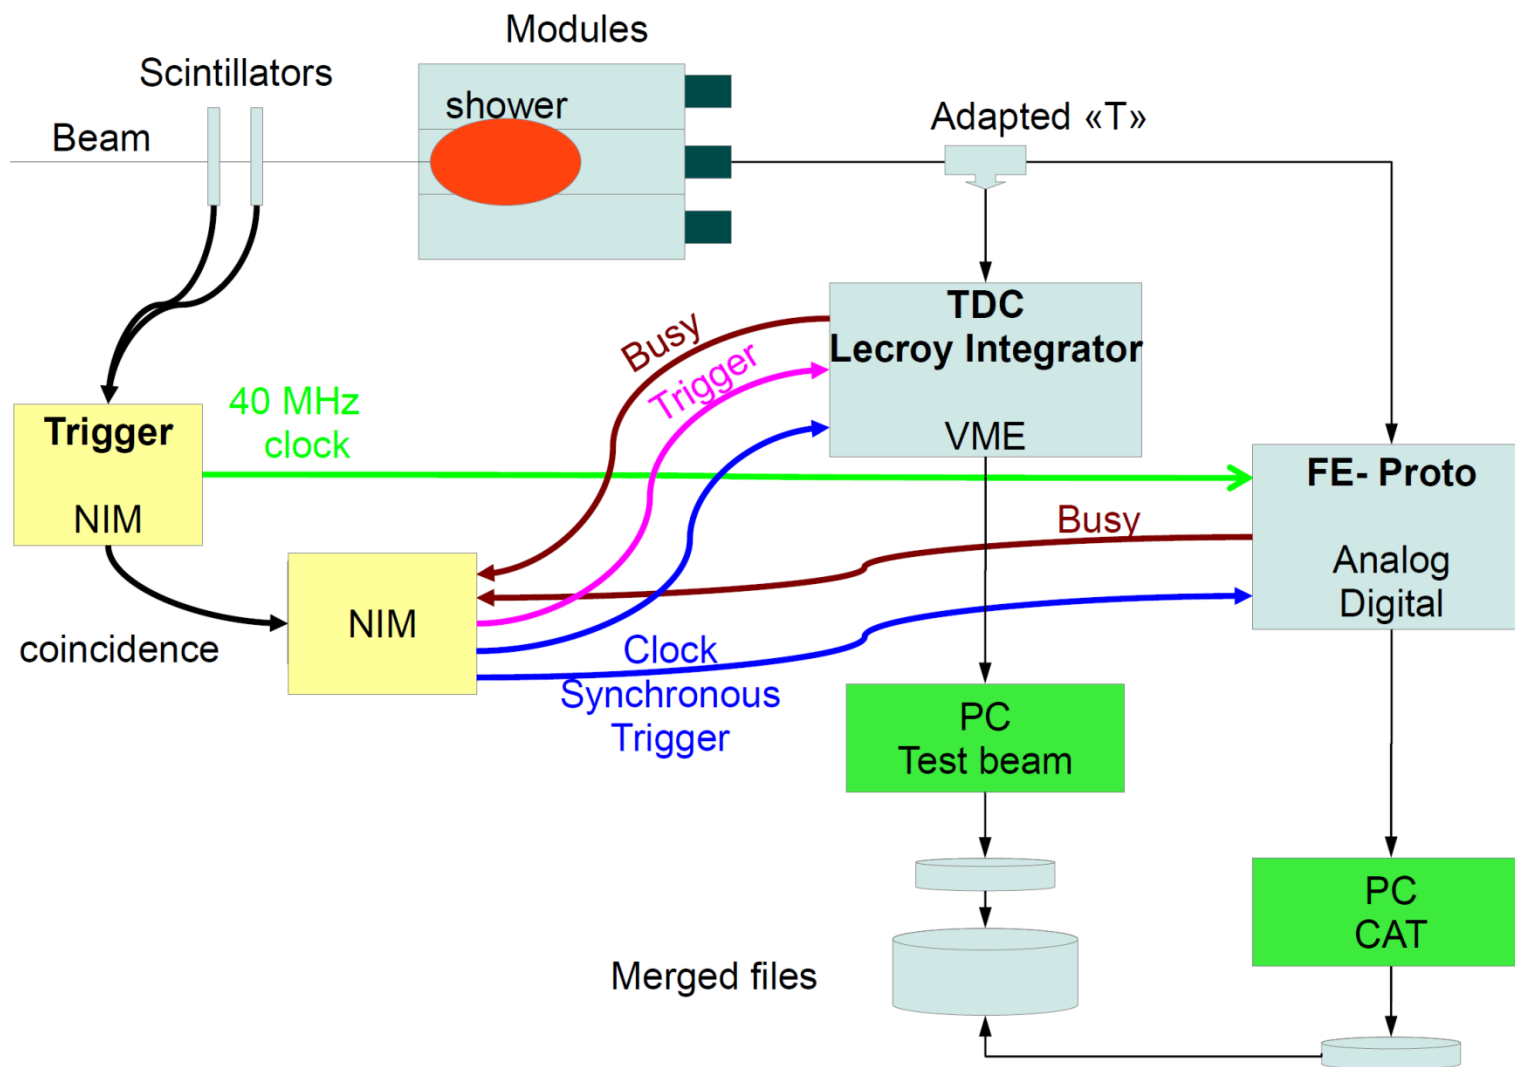 Modules
Scintillators
shower
Beam
Adapted «T»
TDC
Lecroy Integrator
VME
Busy
Trigger
40 MHz
clock
Trigger
NIM
FE- Proto
Analog
Digital
Busy
NIM
coincidence
Clock
Synchronous
Trigger
PC
Test beam
PC
CAT
Merged files